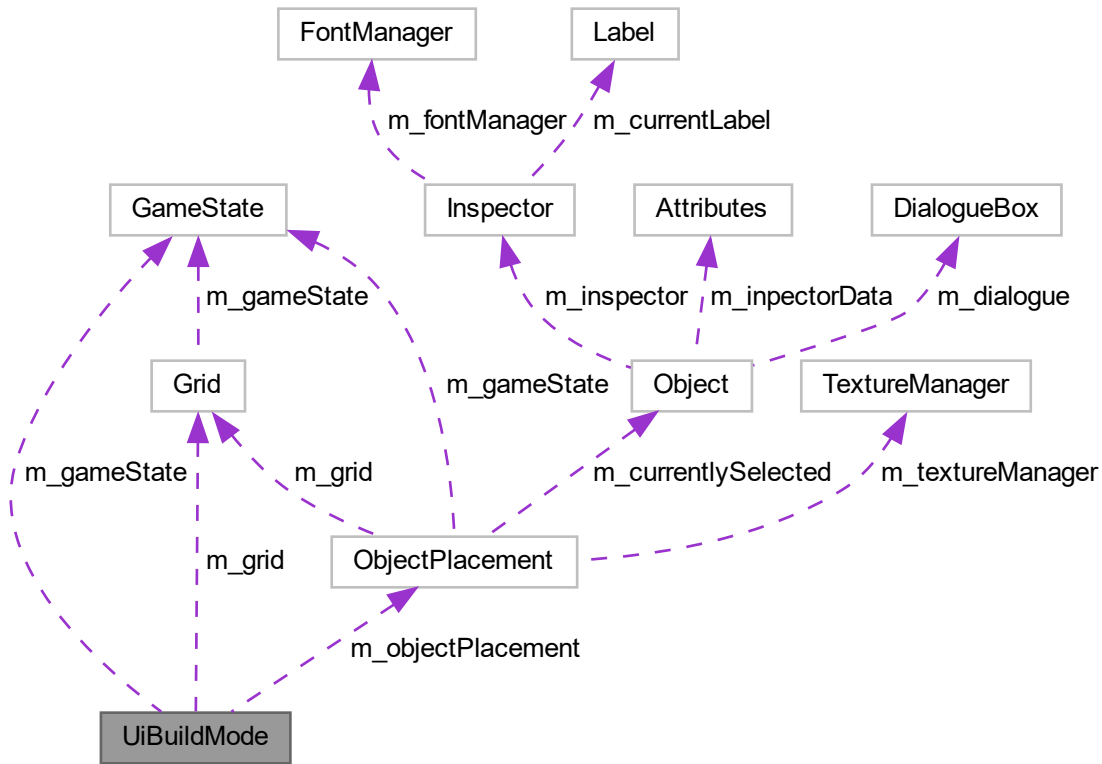 FontManager
Label
m_fontManager
m_currentLabel
GameState
Inspector
Attributes
DialogueBox
m_gameState
m_inspector
m_inpectorData
m_dialogue
Grid
m_gameState
Object
TextureManager
m_gameState
m_grid
m_currentlySelected
m_textureManager
m_grid
ObjectPlacement
m_objectPlacement
UiBuildMode